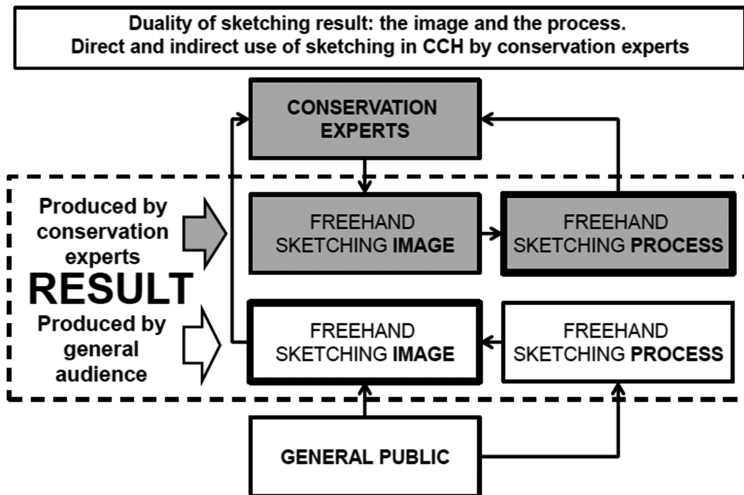 Duality of sketching result: the image and the process.
Direct and indirect use of sketching in CCH by conservation experts
CONSERVATION
EXPERTS
Produced by
conservation
experts
FREEHAND
SKETCHING IMAGE
FREEHAND
SKETCHING PROCESS
RESULT
Produced by
general
audience
FREEHAND
SKETCHING IMAGE
FREEHAND
SKETCHING PROCESS
GENERAL PUBLIC